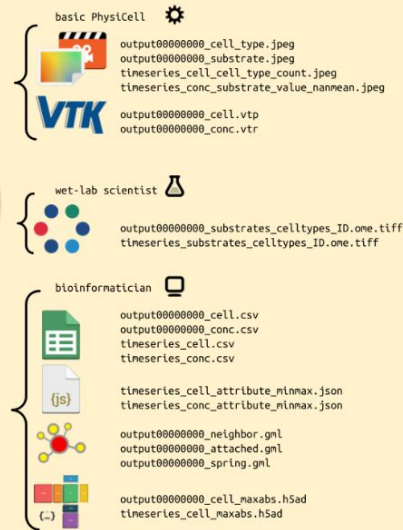 basic PhysiCell
output00000000_cell_type.jpeg
output00000000_substrate.jpeg
timeseries_cell_cell_type_count.jpeg
timeseries_conc_substrate_value_nanmean.jpeg
VTK
output00000000_cell.vtp
output00000000_conc.vtr
wet-lab scientist
output00000000_substrates_celltypes_ID.ome.tiff
timeseries_substrates_celltypes_ID.ome.tiff
bioinformatician
output00000000_cell.csv
output00000000_conc.csv
timeseries_cell.csv
timeseries_conc.csv
{js}
timeseries_cell_attribute_minmax.json
timeseries_conc_attribute_minmax.json
output00000000_neighbor.gml
output00000000_attached.gml
output00000000_spring.gml
{...}
output00000000_cell_maxabs.h5ad
timeseries_cell_maxabs.h5ad